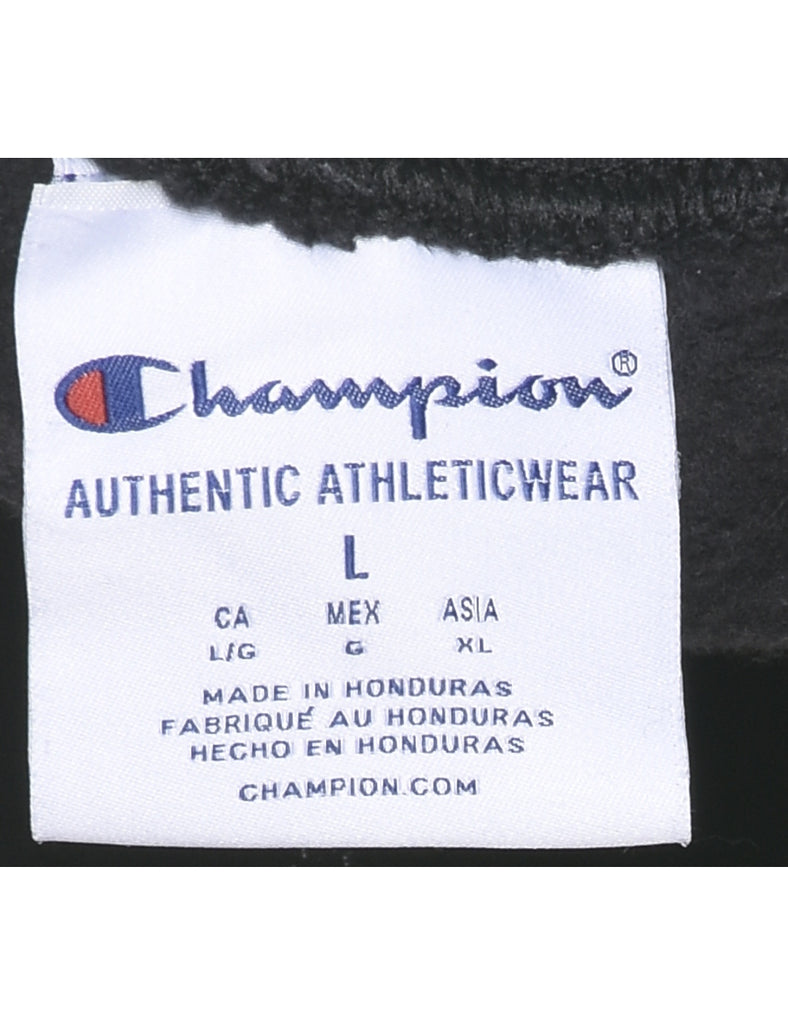 Champion®
AUTHENTIC ATHLETICWEAR
L
CA MEX ASIA
L/G G XL
MADE IN HONDURAS
FABRIQUÉ AU HONDURAS
HECHO EN HONDURAS
CHAMPION.COM